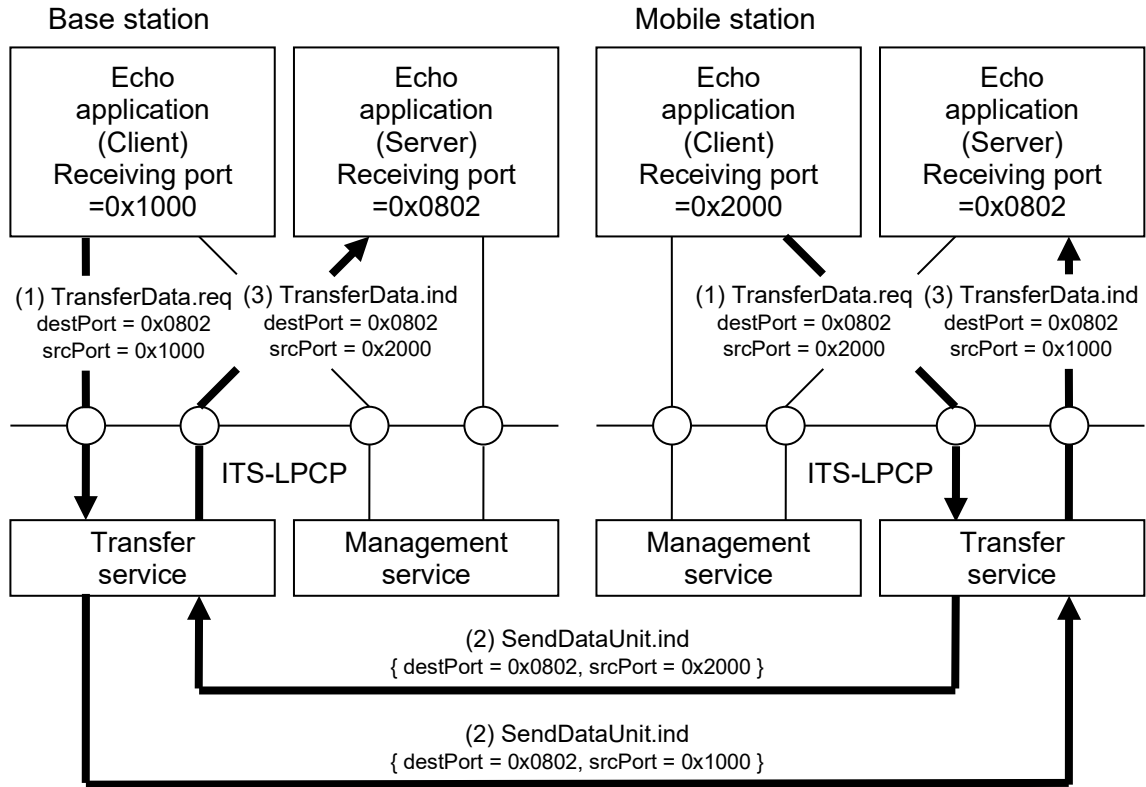 Base station
Mobile station
Echo
application
(Client)
Receiving port
=0x1000
Echo
application
(Server)
Receiving port
=0x0802
Echo
application
(Client)
Receiving port
=0x2000
Echo
application
(Server)
Receiving port
=0x0802
(1) TransferData.req
destPort = 0x0802
srcPort = 0x1000
(3) TransferData.ind
destPort = 0x0802
srcPort = 0x2000
(1) TransferData.req
destPort = 0x0802
srcPort = 0x2000
(3) TransferData.ind
destPort = 0x0802
srcPort = 0x1000
ITS-LPCP
ITS-LPCP
Transfer
service
Management
service
Management
service
Transfer
service
(2) SendDataUnit.ind
{ destPort = 0x0802, srcPort = 0x2000 }
(2) SendDataUnit.ind
{ destPort = 0x0802, srcPort = 0x1000 }